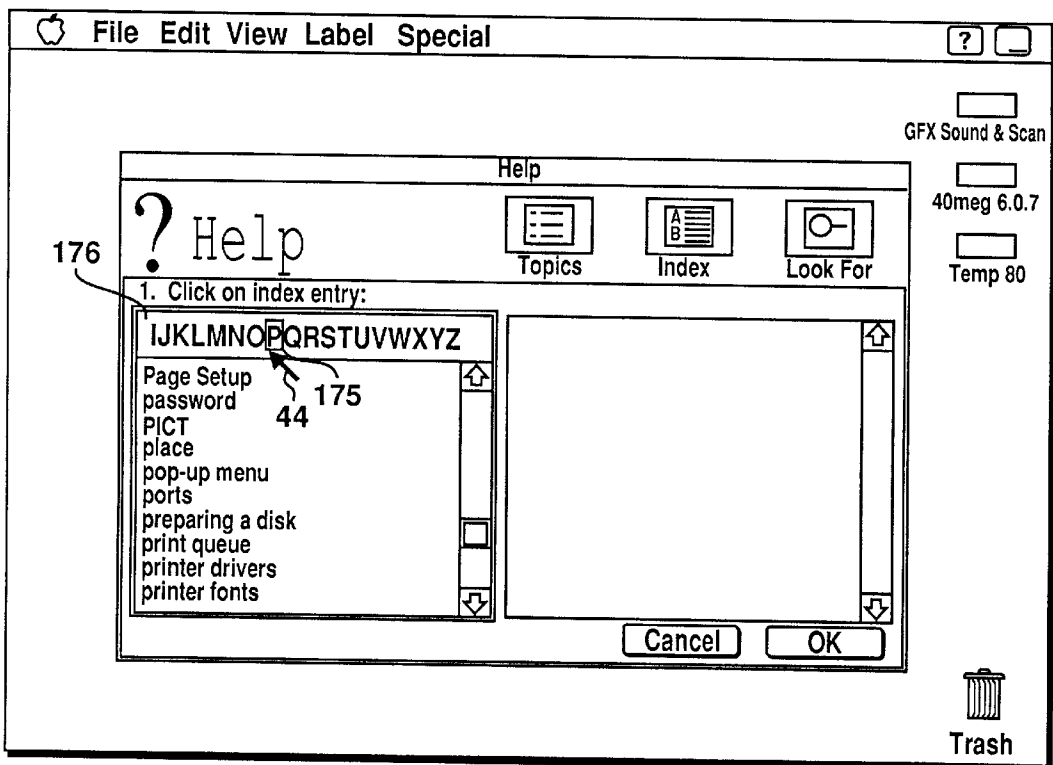 File Edit View Label Special ?
GFX Sound & Scan
Help
40meg 6.0.7
? Help
A
B
Topics Index Look For
Temp 80
176
1. Click on index entry:
IJKLMNOPQRSTUVWXYZ
175
44
Page Setup
password
PICT
place
pop-up menu
ports
preparing a disk
print queue
printer drivers
printer fonts
Cancel OK
Trash